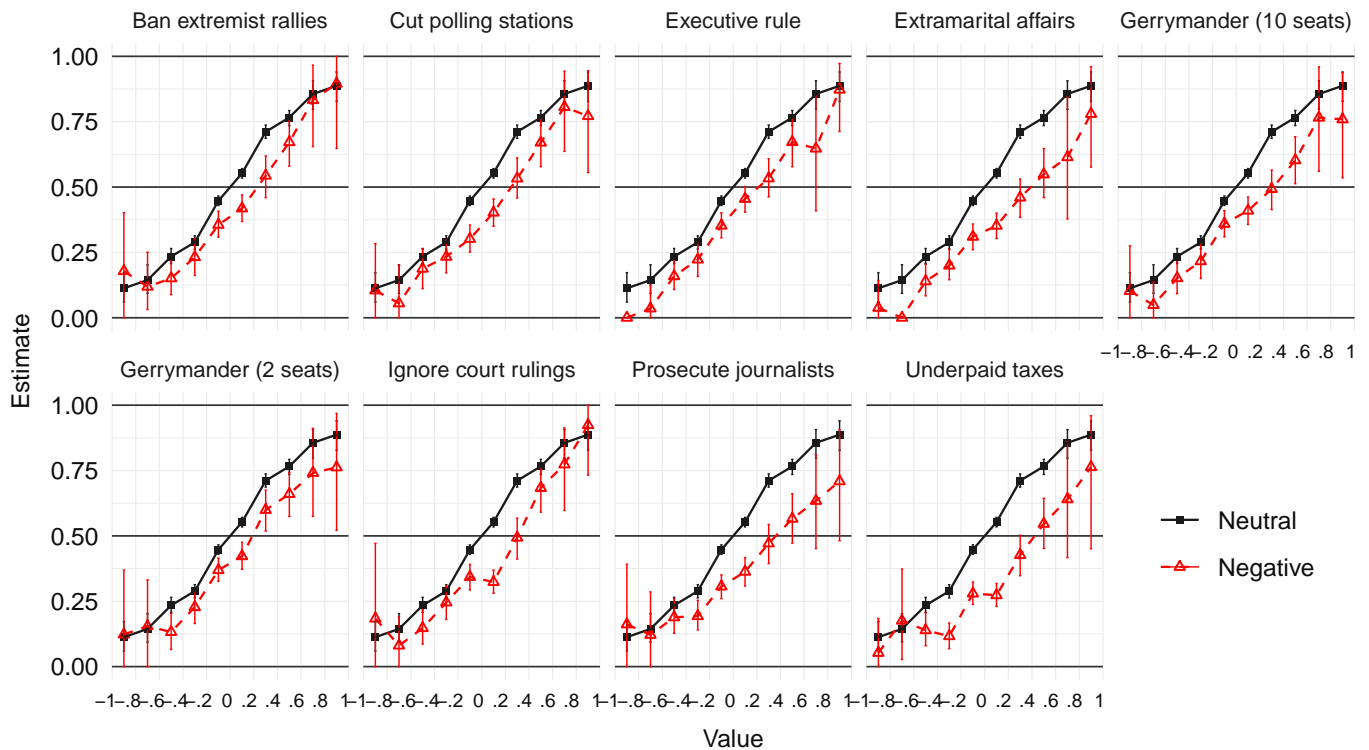 Ban extremist rallies
Cut polling stations
Executive rule
Extramarital affairs
Gerrymander (10 seats)
1.00
0.75
0.50
0.25
0.00
−1−.8−.6−.4−.2 0 .2 .4 .6 .8 1
Gerrymander (2 seats)
Ignore court rulings
Prosecute journalists
Underpaid taxes
1.00
0.75
0.50
0.25
0.00
−1−.8−.6−.4−.2 0 .2 .4 .6 .8 1
−1−.8−.6−.4−.2 0 .2 .4 .6 .8 1
−1−.8−.6−.4−.2 0 .2 .4 .6 .8 1
−1−.8−.6−.4−.2 0 .2 .4 .6 .8 1
Estimate
Value
Neutral
Negative